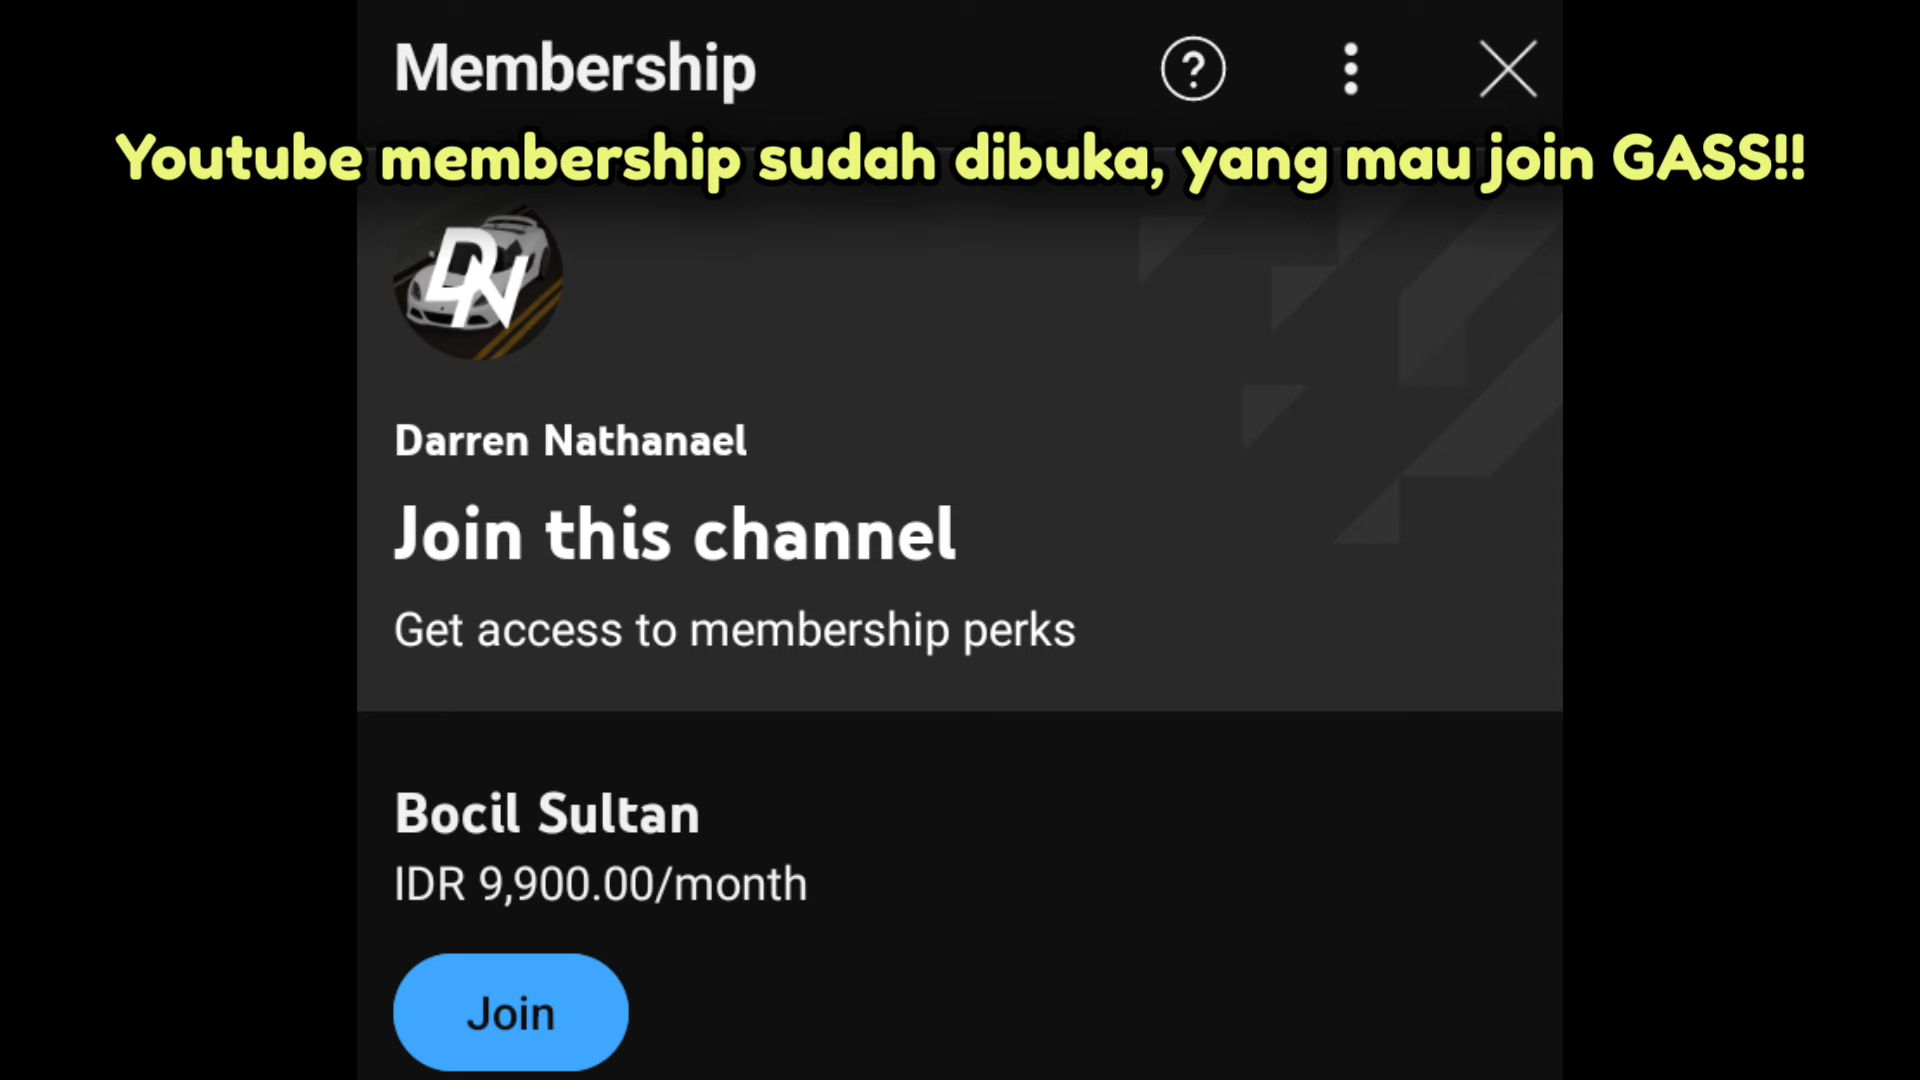 Membership
Youtube membership sudah dibuka, yang mau join GASS!!
DN
Darren Nathanael
Join this channel
Get access to membership perks
Bocil Sultan
IDR 9,900.00/month
Join